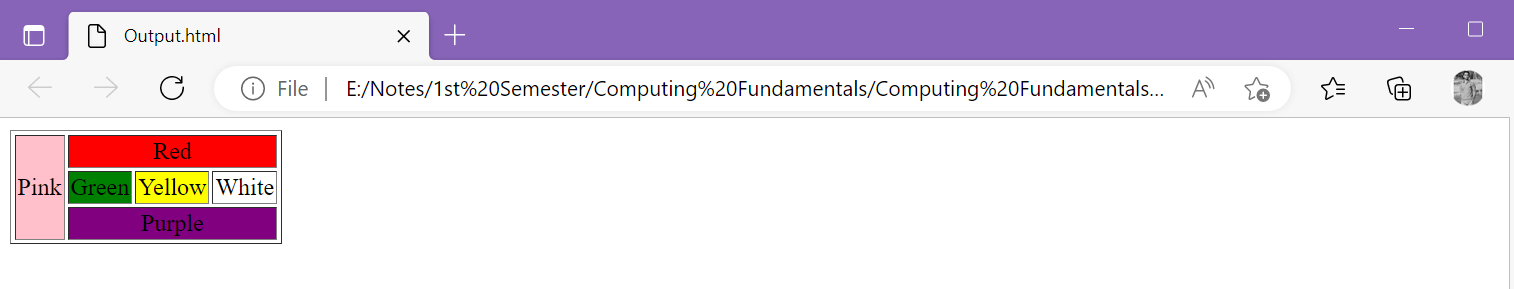 Output.html
File E:/Notes/1st%20Semester/Computing%20Fundamentals/Computing%20Fundamentals...
Red
Pink Green Yellow White
Purple